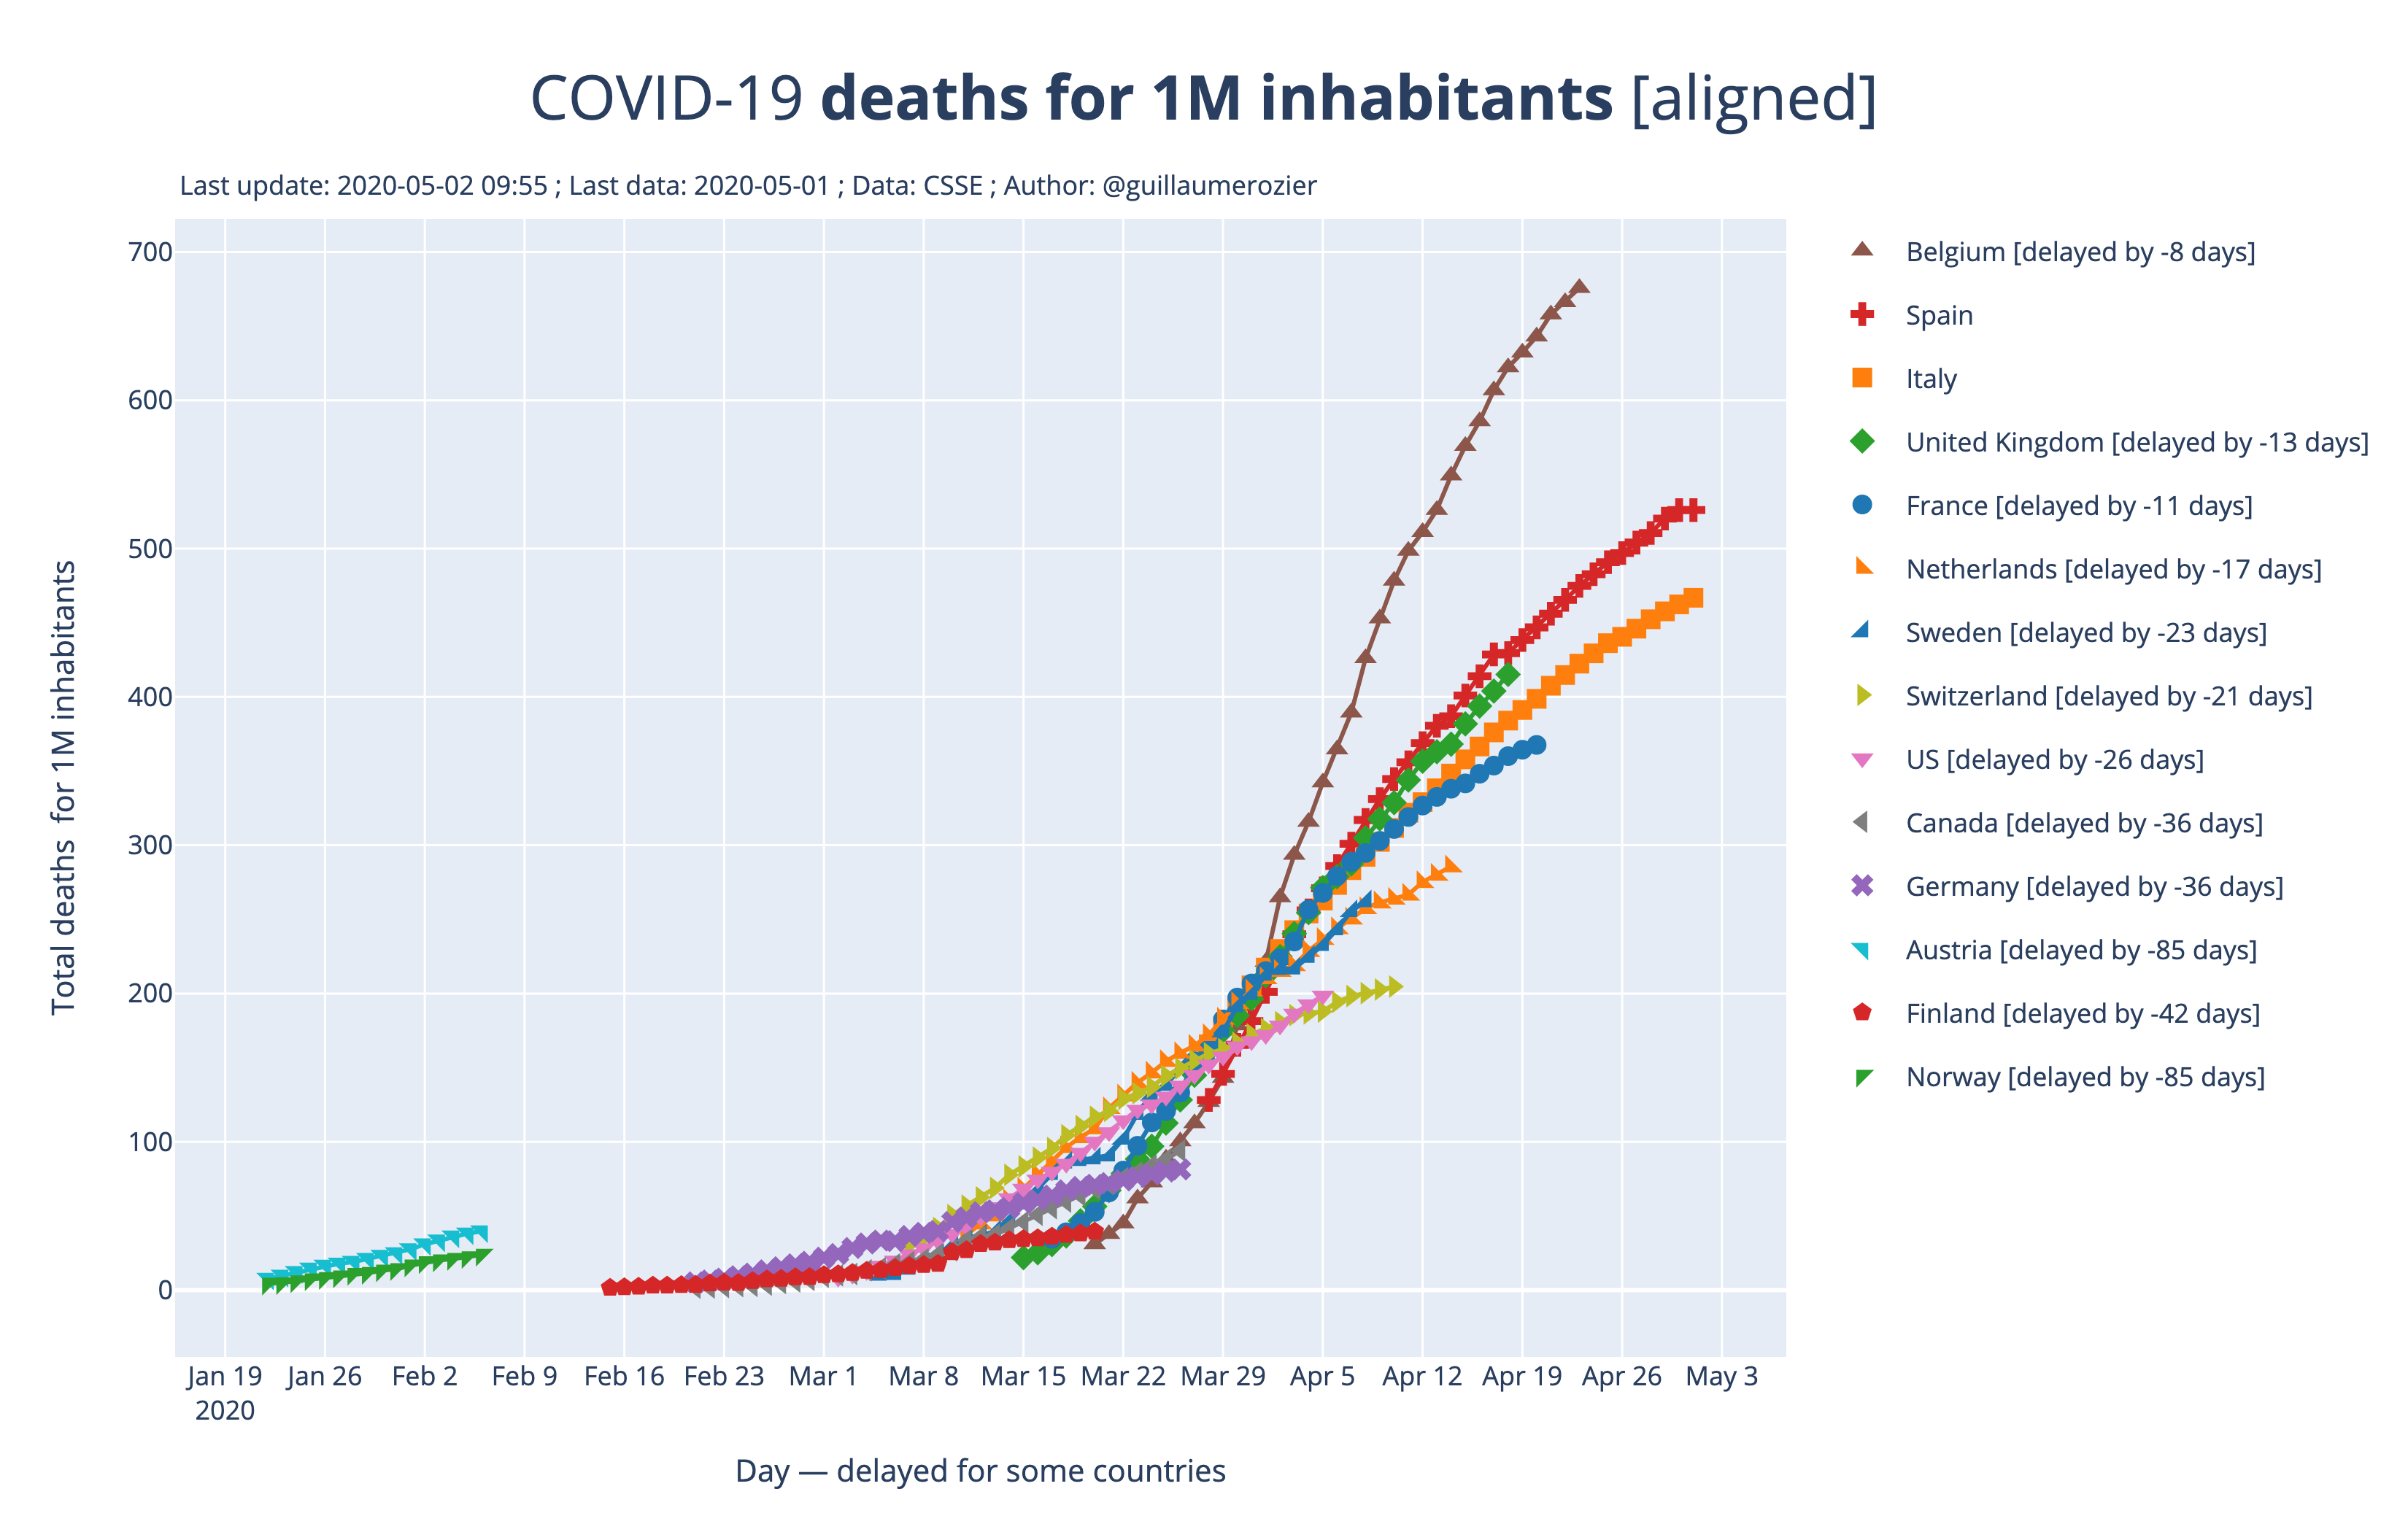 COVID-19 deaths for 1M inhabitants [aligned]
Last update: 2020-05-02 09:55 ; Last data: 2020-05-01 ; Data: CSSE ; Author: @guillaumerozier
Total deaths for 1M inhabitants
700
600
500
400
300
200
100
0
Jan 19 Jan 26 Feb 2 Feb 9 Feb 16 Feb 23 Mar 1 Mar 8 Mar 15 Mar 22 Mar 29 Apr 5 Apr 12 Apr 19 Apr 26 May 3
2020
Day — delayed for some countries
Belgium [delayed by -8 days]
Spain
Italy
United Kingdom [delayed by -13 days]
France [delayed by -11 days]
Netherlands [delayed by -17 days]
Sweden [delayed by -23 days]
Switzerland [delayed by -21 days]
US [delayed by -26 days]
Canada [delayed by -36 days]
Germany [delayed by -36 days]
Austria [delayed by -85 days]
Finland [delayed by -42 days]
Norway [delayed by -85 days]